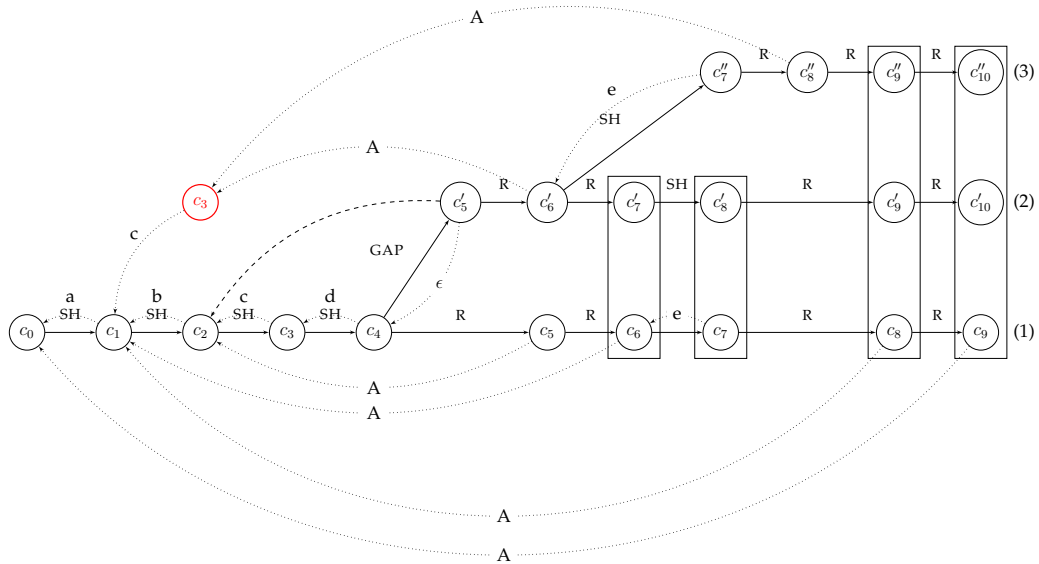 A
R R R
c″₇ c″₈ c″₉ c″₁₀ (3)
e
SH
A
R R SH R R
c₃ c′₅ c′₆ c′₇ c′₈ c′₉ c′₁₀ (2)
c
GAP
ϵ
a b c d e
SH SH SH SH R R R R
c₀ c₁ c₂ c₃ c₄ c₅ c₆ c₇ c₈ c₉ (1)
A
A
A
A